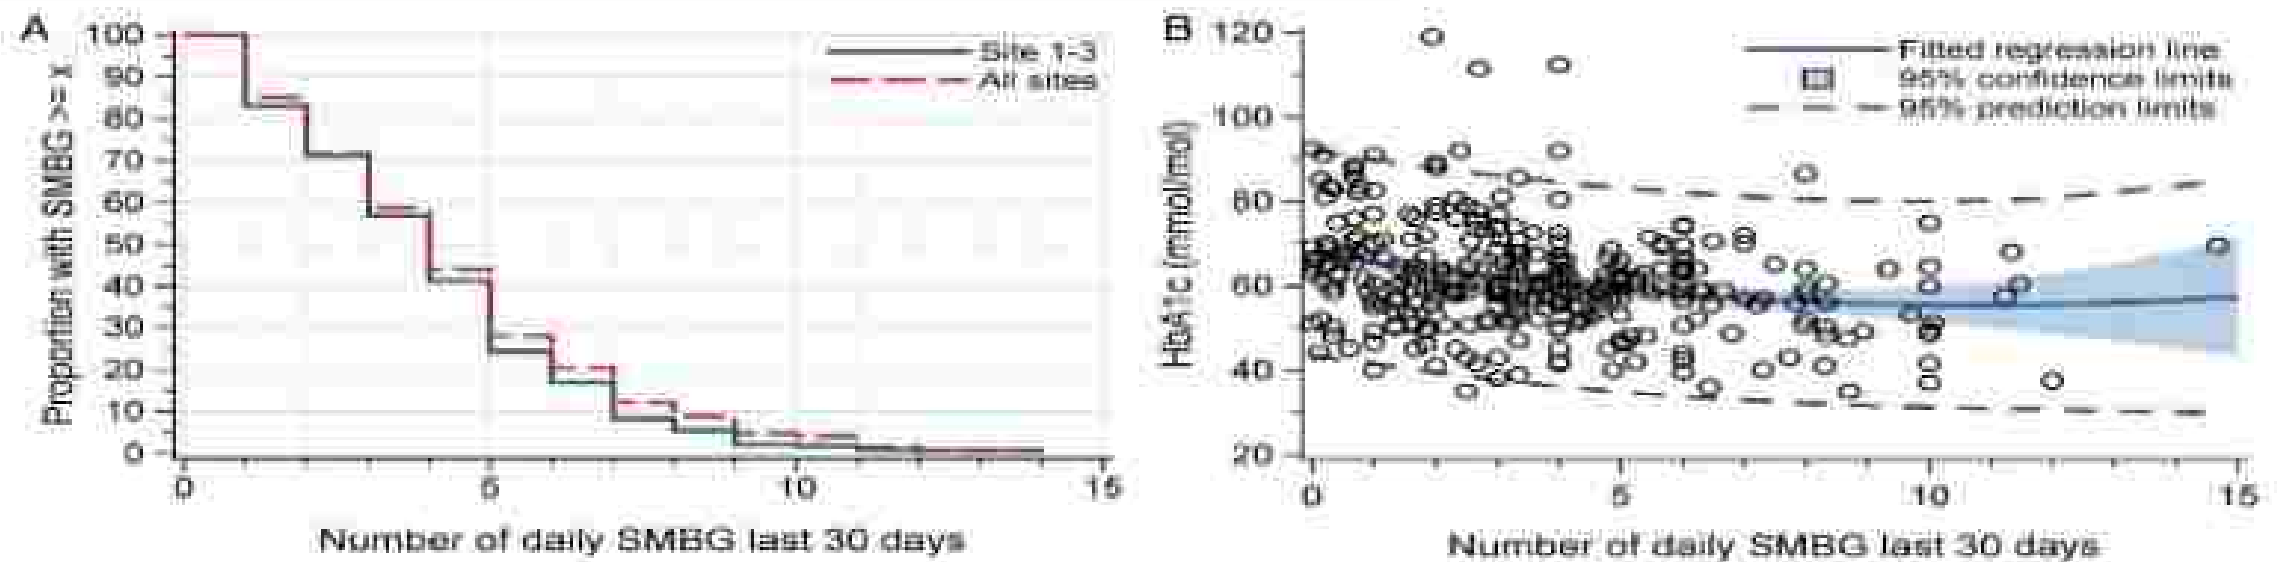 A
Proportion with SMBG >= x
100
90
80
70
60
50
40
30
20
10
0
Site 1-3
All sites
0 5 10 15
Number of daily SMBG last 30 days
B
HbA1c (mmol/mol)
120
100
80
60
40
20
Fitted regression line
95% confidence limits
95% prediction limits
0 5 10 15
Number of daily SMBG last 30 days